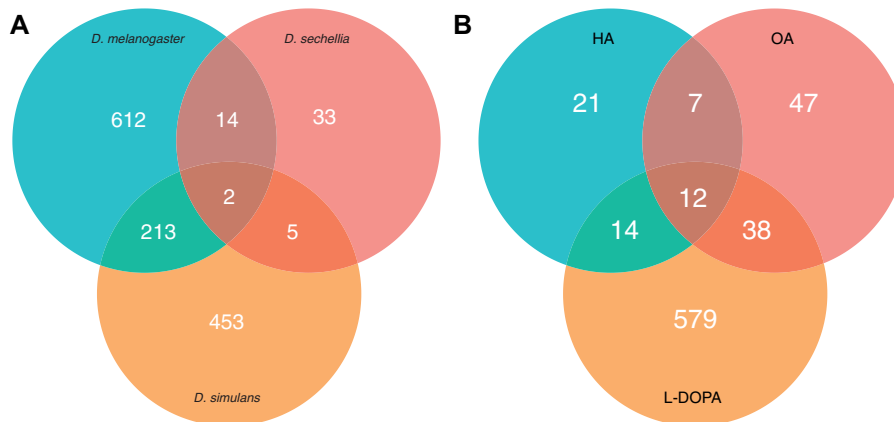 A
D. melanogaster
D. sechellia
612
14
33
2
213
5
453
D. simulans
B
HA
OA
21
7
47
12
14
38
579
L-DOPA